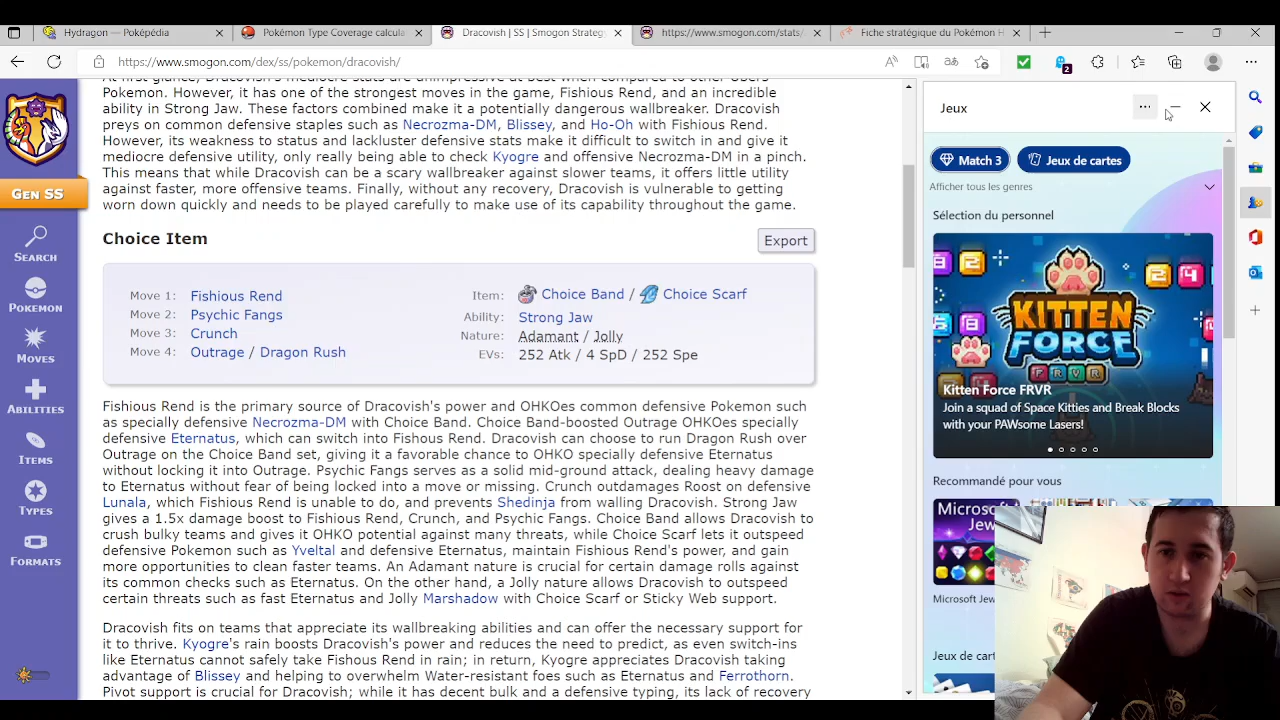 Hydragon — Poképédia
Pokémon Type Coverage calcula
Dracovish | SS | Smogon Strateg
https://www.smogon.com/stats/
Fiche stratégique du Pokémon H
https://www.smogon.com/dex/ss/pokemon/dracovish/
2
GEN SS
SEARCH
POKEMON
MOVES
ABILITIES
ITEMS
TYPES
FORMATS
Pokemon. However, it has one of the strongest moves in the game, Fishious Rend, and an incredible
ability in Strong Jaw. These factors combined make it a potentially dangerous wallbreaker. Dracovish
preys on common defensive staples such as Necrozma-DM, Blissey, and Ho-Oh with Fishious Rend.
However, its weakness to status and lackluster defensive stats make it difficult to switch in and give it
mediocre defensive utility, only really being able to check Kyogre and offensive Necrozma-DM in a pinch.
This means that while Dracovish can be a scary wallbreaker against slower teams, it offers little utility
against faster, more offensive teams. Finally, without any recovery, Dracovish is vulnerable to getting
worn down quickly and needs to be played carefully to make use of its capability throughout the game.
Choice Item
Export
Move 1: Fishious Rend
Move 2: Psychic Fangs
Move 3: Crunch
Move 4: Outrage / Dragon Rush
Item: Choice Band / Choice Scarf
Ability: Strong Jaw
Nature: Adamant / Jolly
EVs: 252 Atk / 4 SpD / 252 Spe
Fishious Rend is the primary source of Dracovish's power and OHKOes common defensive Pokemon such
as specially defensive Necrozma-DM with Choice Band. Choice Band-boosted Outrage OHKOes specially
defensive Eternatus, which can switch into Fishious Rend. Dracovish can choose to run Dragon Rush over
Outrage on the Choice Band set, giving it a favorable chance to OHKO specially defensive Eternatus
without locking it into Outrage. Psychic Fangs serves as a solid mid-ground attack, dealing heavy damage
to Eternatus without fear of being locked into a move or missing. Crunch outdamages Roost on defensive
Lunala, which Fishious Rend is unable to do, and prevents Shedinja from walling Dracovish. Strong Jaw
gives a 1.5x damage boost to Fishious Rend, Crunch, and Psychic Fangs. Choice Band allows Dracovish to
crush bulky teams and gives it OHKO potential against many threats, while Choice Scarf lets it outspeed
defensive Pokemon such as Yveltal and defensive Eternatus, maintain Fishious Rend's power, and gain
more opportunities to clean faster teams. An Adamant nature is crucial for certain damage rolls against
its common checks such as Eternatus. On the other hand, a Jolly nature allows Dracovish to outspeed
certain threats such as fast Eternatus and Jolly Marshadow with Choice Scarf or Sticky Web support.
Dracovish fits on teams that appreciate its wallbreaking abilities and can offer the necessary support for
it to thrive. Kyogre's rain boosts Dracovish's power and reduces the need to predict, as even switch-ins
like Eternatus cannot safely take Fishious Rend in rain; in return, Kyogre appreciates Dracovish taking
advantage of Blissey and helping to overwhelm Water-resistant foes such as Eternatus and Ferrothorn.
Pivot support is crucial for Dracovish; while it has decent bulk and a defensive typing, its lack of recovery
Jeux
Match 3
Jeux de cartes
Afficher tous les genres
Sélection du personnel
KITTEN
FORCE
FRVR
Kitten Force FRVR
Join a squad of Space Kitties and Break Blocks
with your PAWsome Lasers!
Recommandé pour vous
Microsof
Jew
Microsoft Jew
Jeux de cart